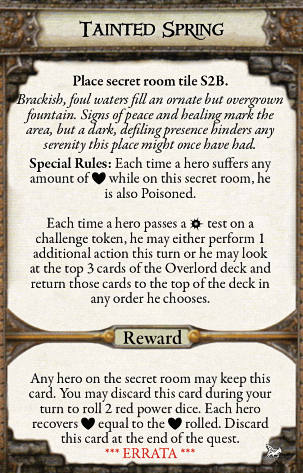 Tainted Spring
Place secret room tile S2B.
Brackish, foul waters fill an ornate but overgrown
fountain. Signs of peace and healing mark the
area, but a dark, defiling presence hinders any
serenity this place might once have had.
Special Rules: Each time a hero suffers any
amount of ♥ while on this secret room, he
is also Poisoned.
Each time a hero passes a test on a
challenge token, he may either perform 1
additional action this turn or he may look
at the top 3 cards of the Overlord deck and
return those cards to the top of the deck in
any order he chooses.
Reward
Any hero on the secret room may keep this
card. You may discard this card during your
turn to roll 2 red power dice. Each hero
recovers ♥ equal to the ♥ rolled. Discard
this card at the end of the quest.
*** ERRATA ***